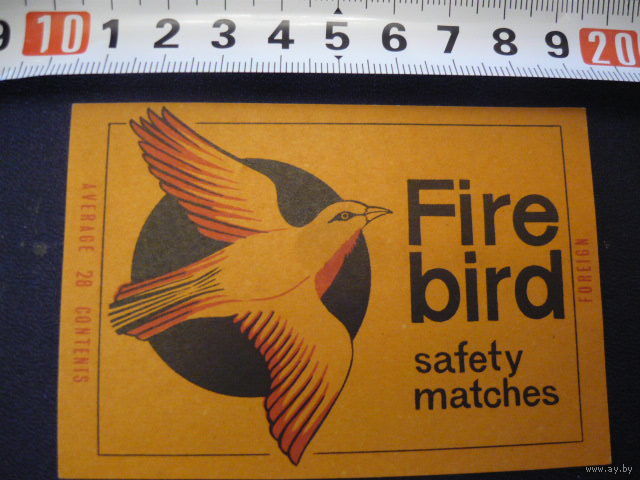 9 10 1 2 3 4 5 6 7 8 9 20
AVERAGE 28 CONTENTS
Fire
bird
safety
matches
FOREIGN
www.ay.by